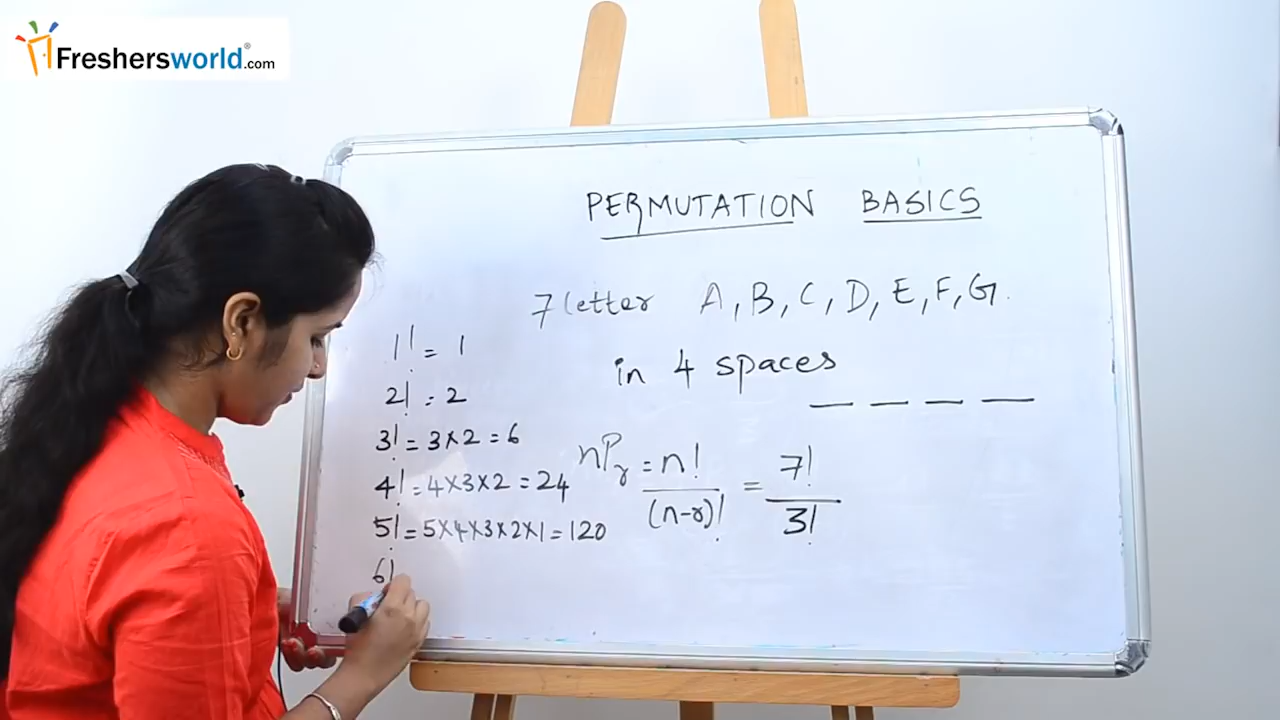 Freshersworld®.com
PERMUTATION BASICS
7 letter A, B, C, D, E, F, G.
in 4 spaces
1! = 1
2! = 2
3! = 3×2 = 6
4! = 4×3×2 = 24
5! = 5×4×3×2×1 = 120
6!
nPr = n! / (n-r)! = 7! / 3!